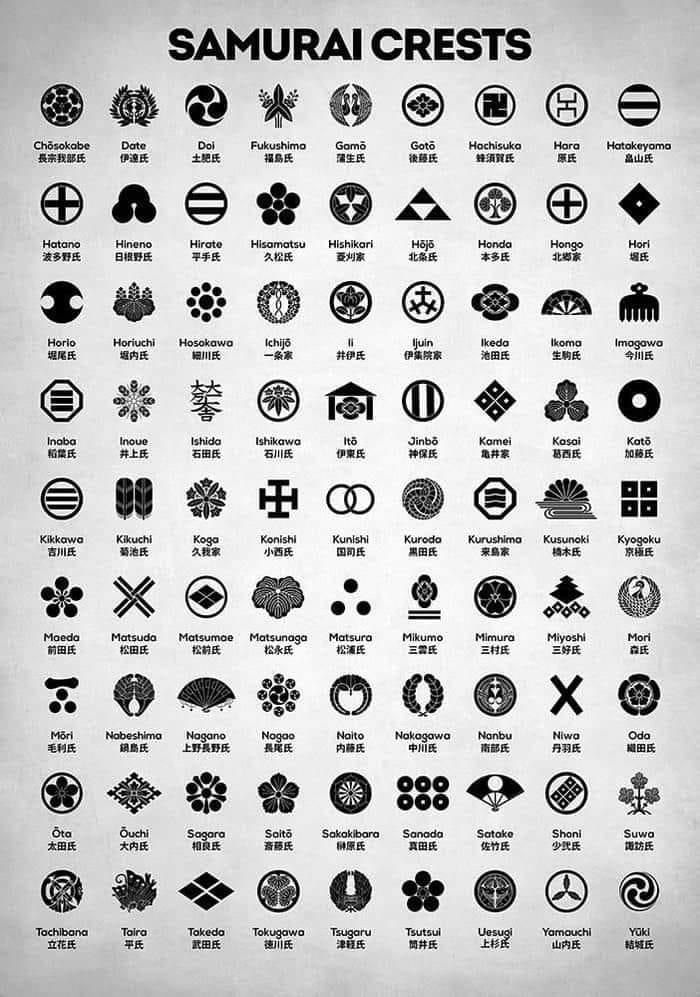 SAMURAI CRESTS
Chōsokabe Date Doi Fukushima Gamō Gotō Hachisuka Hara Hatakeyama
長宗我部氏 伊達氏 土肥氏 福島氏 蒲生氏 後藤氏 蜂須賀氏 原氏 畠山氏
Hatano Hineno Hirate Hisamatsu Hishikari Hōjō Honda Hongo Hori
波多野氏 日根野氏 平手氏 久松氏 菱刈家 北条氏 本多氏 北郷家 堀氏
Horio Horiuchi Hosokawa Ichijō Ii Ijuin Ikeda Ikoma Imagawa
堀尾氏 堀内氏 細川氏 一条家 井伊氏 伊集院家 池田氏 生駒氏 今川氏
Inaba Inoue Ishida Ishikawa Itō Jinbō Kamei Kasai Katō
稲葉氏 井上氏 石田氏 石川氏 伊東氏 神保氏 亀井家 葛西氏 加藤氏
Kikkawa Kikuchi Koga Konishi Kunishi Kuroda Kurushima Kusunoki Kyogoku
吉川氏 菊池氏 久我家 小西氏 国司氏 黒田氏 来島家 楠木氏 京極氏
Maeda Matsuda Matsumoe Matsunaga Matsura Mikumo Mimura Miyoshi Mori
前田氏 松田氏 松前氏 松永氏 松浦氏 三雲氏 三村氏 三好氏 森氏
Mōri Nabeshima Nagano Nagao Naito Nakagawa Nanbu Niwa Oda
毛利氏 鍋島氏 上野長野氏 長尾氏 内藤氏 中川氏 南部氏 丹羽氏 織田氏
Ōta Ōuchi Sagara Saitō Sakakibara Sanada Satake Shoni Suwa
太田氏 大内氏 相良氏 斎藤氏 榊原氏 真田氏 佐竹氏 少弐氏 諏訪氏
Tachibana Taira Takeda Tokugawa Tsugaru Tsutsui Uesugi Yamauchi Yūki
立花氏 平氏 武田氏 徳川氏 津軽氏 筒井氏 上杉氏 山内氏 結城氏